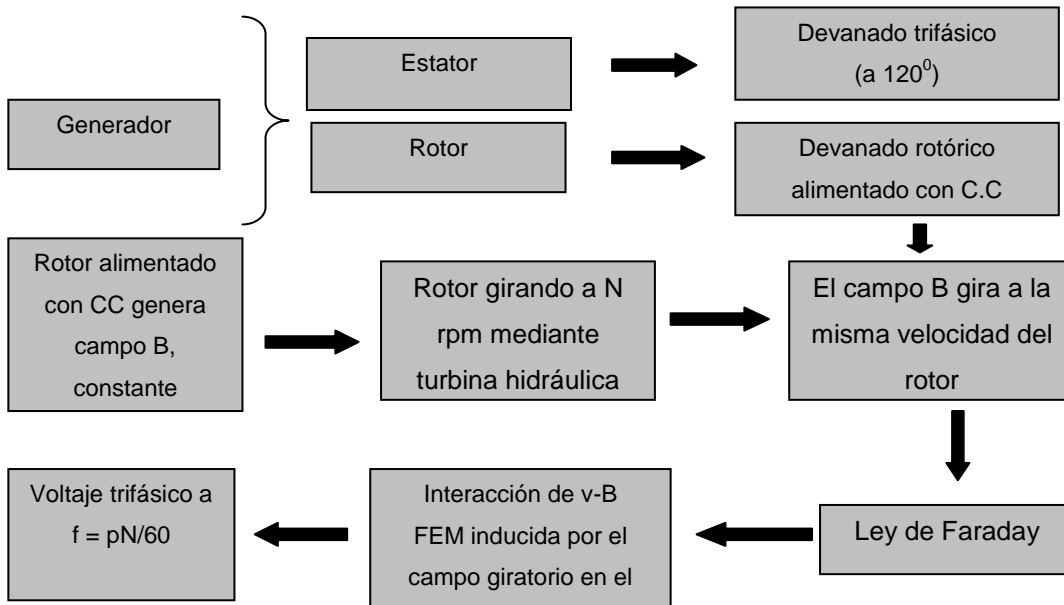 Generador
Estator
Rotor
Devanado trifásico
(a 120⁰)
Devanado rotórico
alimentado con C.C
Rotor alimentado
con CC genera
campo B,
constante
Rotor girando a N
rpm mediante
turbina hidráulica
El campo B gira a la
misma velocidad del
rotor
Voltaje trifásico a
f = pN/60
Interacción de v-B
FEM inducida por el
campo giratorio en el
Ley de Faraday